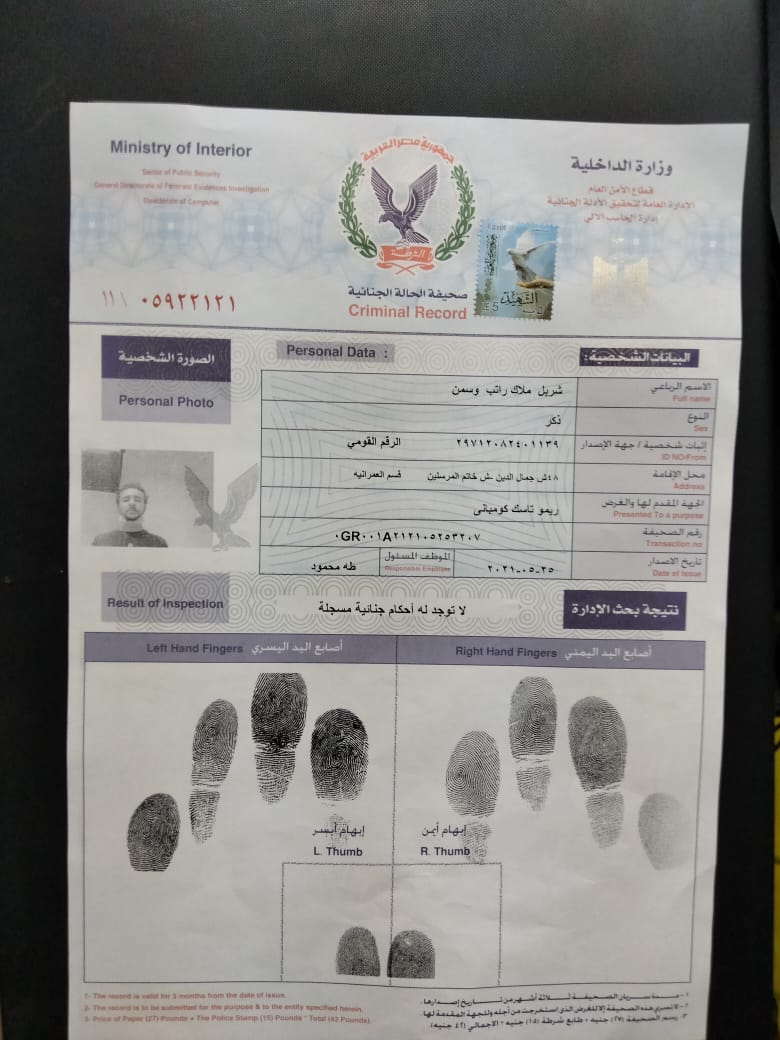 Ministry of Interior
Sector of Public Security
General Directorate of Forensic Evidences Investigation
Directorate of Computer
جمهورية مصر العربية
الشرطة
وزارة الداخلية
قطاع الأمن العام
الإدارة العامة لتحقيق الأدلة الجنائية
إدارة الحاسب الآلي
Egypt
الشهيد
٥٩٢٢١٢١٠
صحيفة الحالة الجنائية
Criminal Record
الصورة الشخصية
Personal Photo
Personal Data :
البيانات الشخصية:
الاسم الرباعي
Full name
شربل ملاك راتب وسمن
النوع
Sex
ذكر
إثبات شخصية / جهة الإصدار
ID NO/From
٢٩٧١٢٠٨٢٤٠١١٣٩ الرقم القومي
محل الإقامة
Address
٤٨ش جمال الدين -ش خاتم المرسلين قسم العمرانيه
الجهة المقدم لها والغرض
Presented To a purpose
ريمو تاسك كومبانى
رقم الصحيفة
Transaction no
٠GR٠٠١A٢١٢١٠٥٢٥٣٢٠٧
تاريخ الاصدار
Date of Issue
٢٠٢١-٠٥-٢٥
الموظف المسئول
Responsible Employee
طه محمود
Result of Inspection
لا توجد له أحكام جنائية مسجلة
نتيجة بحث الإدارة
Left Hand Fingers أصابع اليد اليسري
Right Hand Fingers أصابع اليد اليمني
إبهام أيسر
L. Thumb
إبهام أيمن
R. Thumb
1- The record is valid for 3 months from the date of issue.
2- The record is to be submitted for the purpose & to the entity specified herein.
3- Price of Paper (27) Pounds + The Police Stamp (15) Pounds * Total (42) Pounds.
١- مدة سريان الصحيفة ثلاثة أشهر من تاريخ إصدارها.
٢- لا تسري هذه الصحيفة إلا للغرض الذي استخرجت من أجله وللجهة المقدمة لها.
٣- رسم الصحيفة (٢٧) جنيه + طابع شرطة (١٥) جنيه * الاجمالي (٤٢ جنيه)